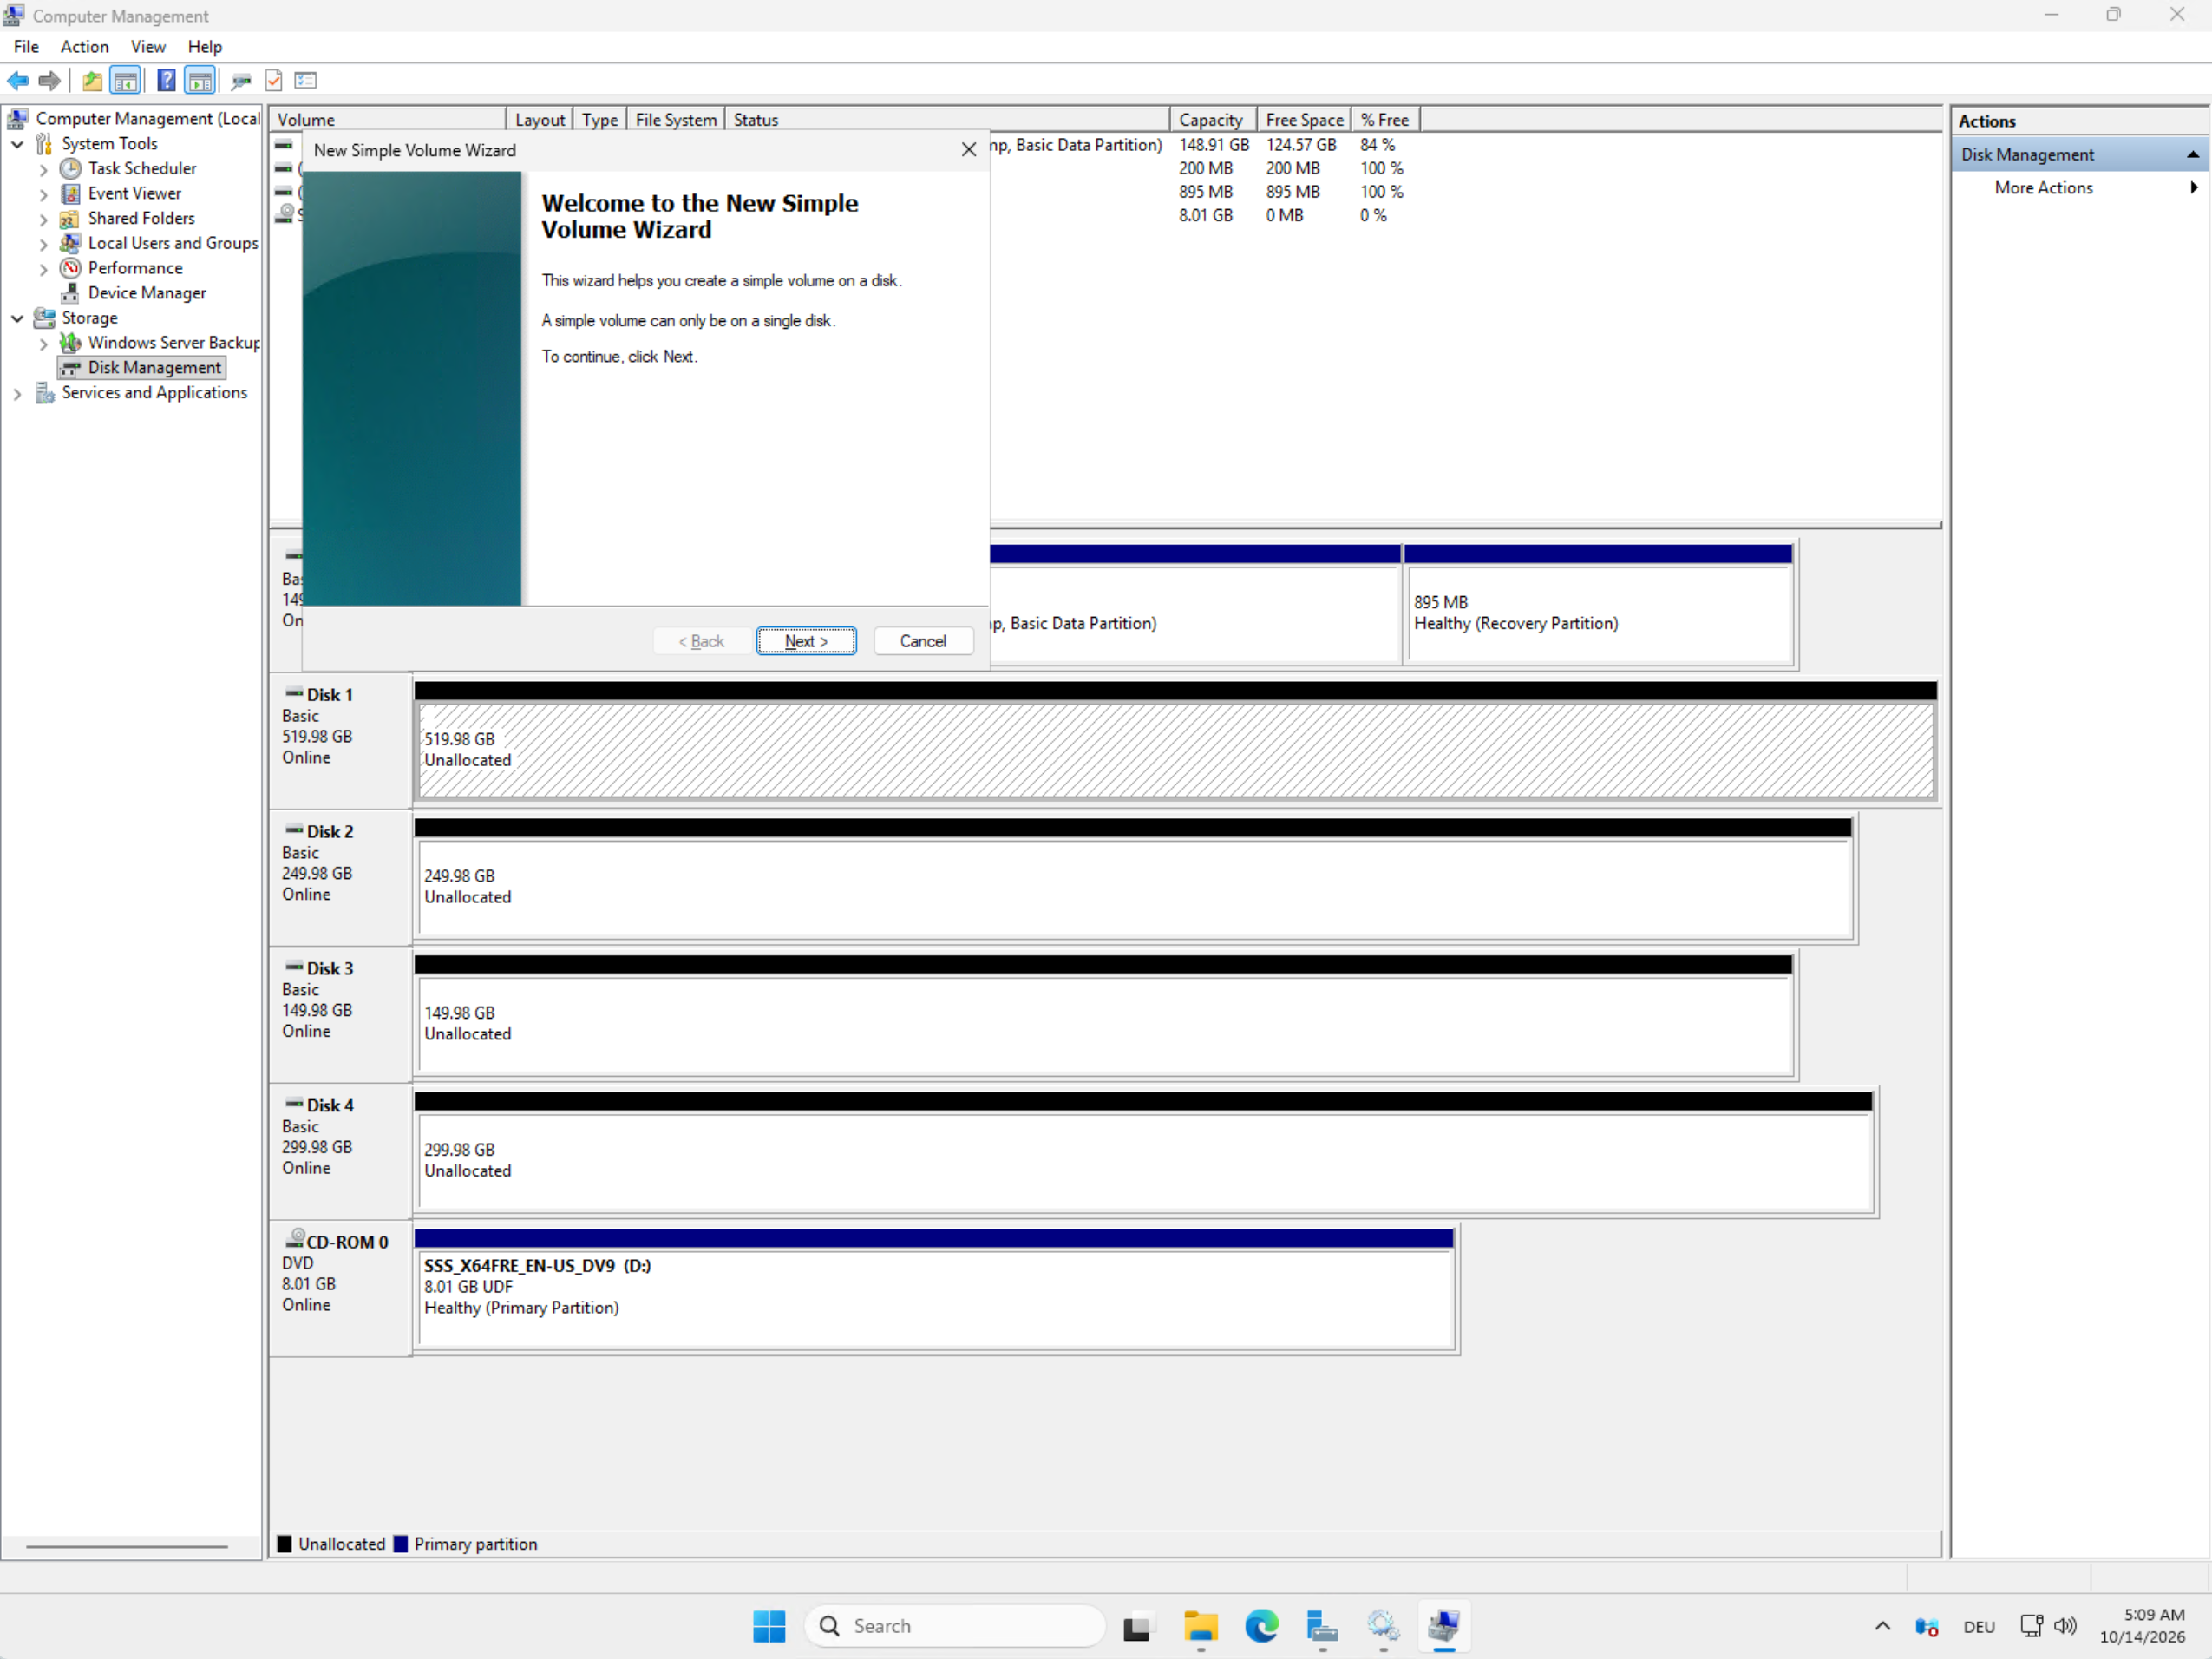 Computer Management
File Action View Help
Computer Management (Local
System Tools
Task Scheduler
Event Viewer
Shared Folders
Local Users and Groups
Performance
Device Manager
Storage
Windows Server Backup
Disk Management
Services and Applications
Volume Layout Type File System Status Capacity Free Space % Free
Basic Data Partition) 148.91 GB 124.57 GB 84 %
200 MB 200 MB 100 %
895 MB 895 MB 100 %
8.01 GB 0 MB 0 %
New Simple Volume Wizard
Welcome to the New Simple
Volume Wizard
This wizard helps you create a simple volume on a disk.
A simple volume can only be on a single disk.
To continue, click Next.
< Back Next > Cancel
Basic Data Partition)
895 MB
Healthy (Recovery Partition)
Disk 1
Basic
519.98 GB
Online
519.98 GB
Unallocated
Disk 2
Basic
249.98 GB
Online
249.98 GB
Unallocated
Disk 3
Basic
149.98 GB
Online
149.98 GB
Unallocated
Disk 4
Basic
299.98 GB
Online
299.98 GB
Unallocated
CD-ROM 0
DVD
8.01 GB
Online
SSS_X64FRE_EN-US_DV9 (D:)
8.01 GB UDF
Healthy (Primary Partition)
Unallocated Primary partition
Actions
Disk Management
More Actions
Search
DEU
5:09 AM
10/14/2026